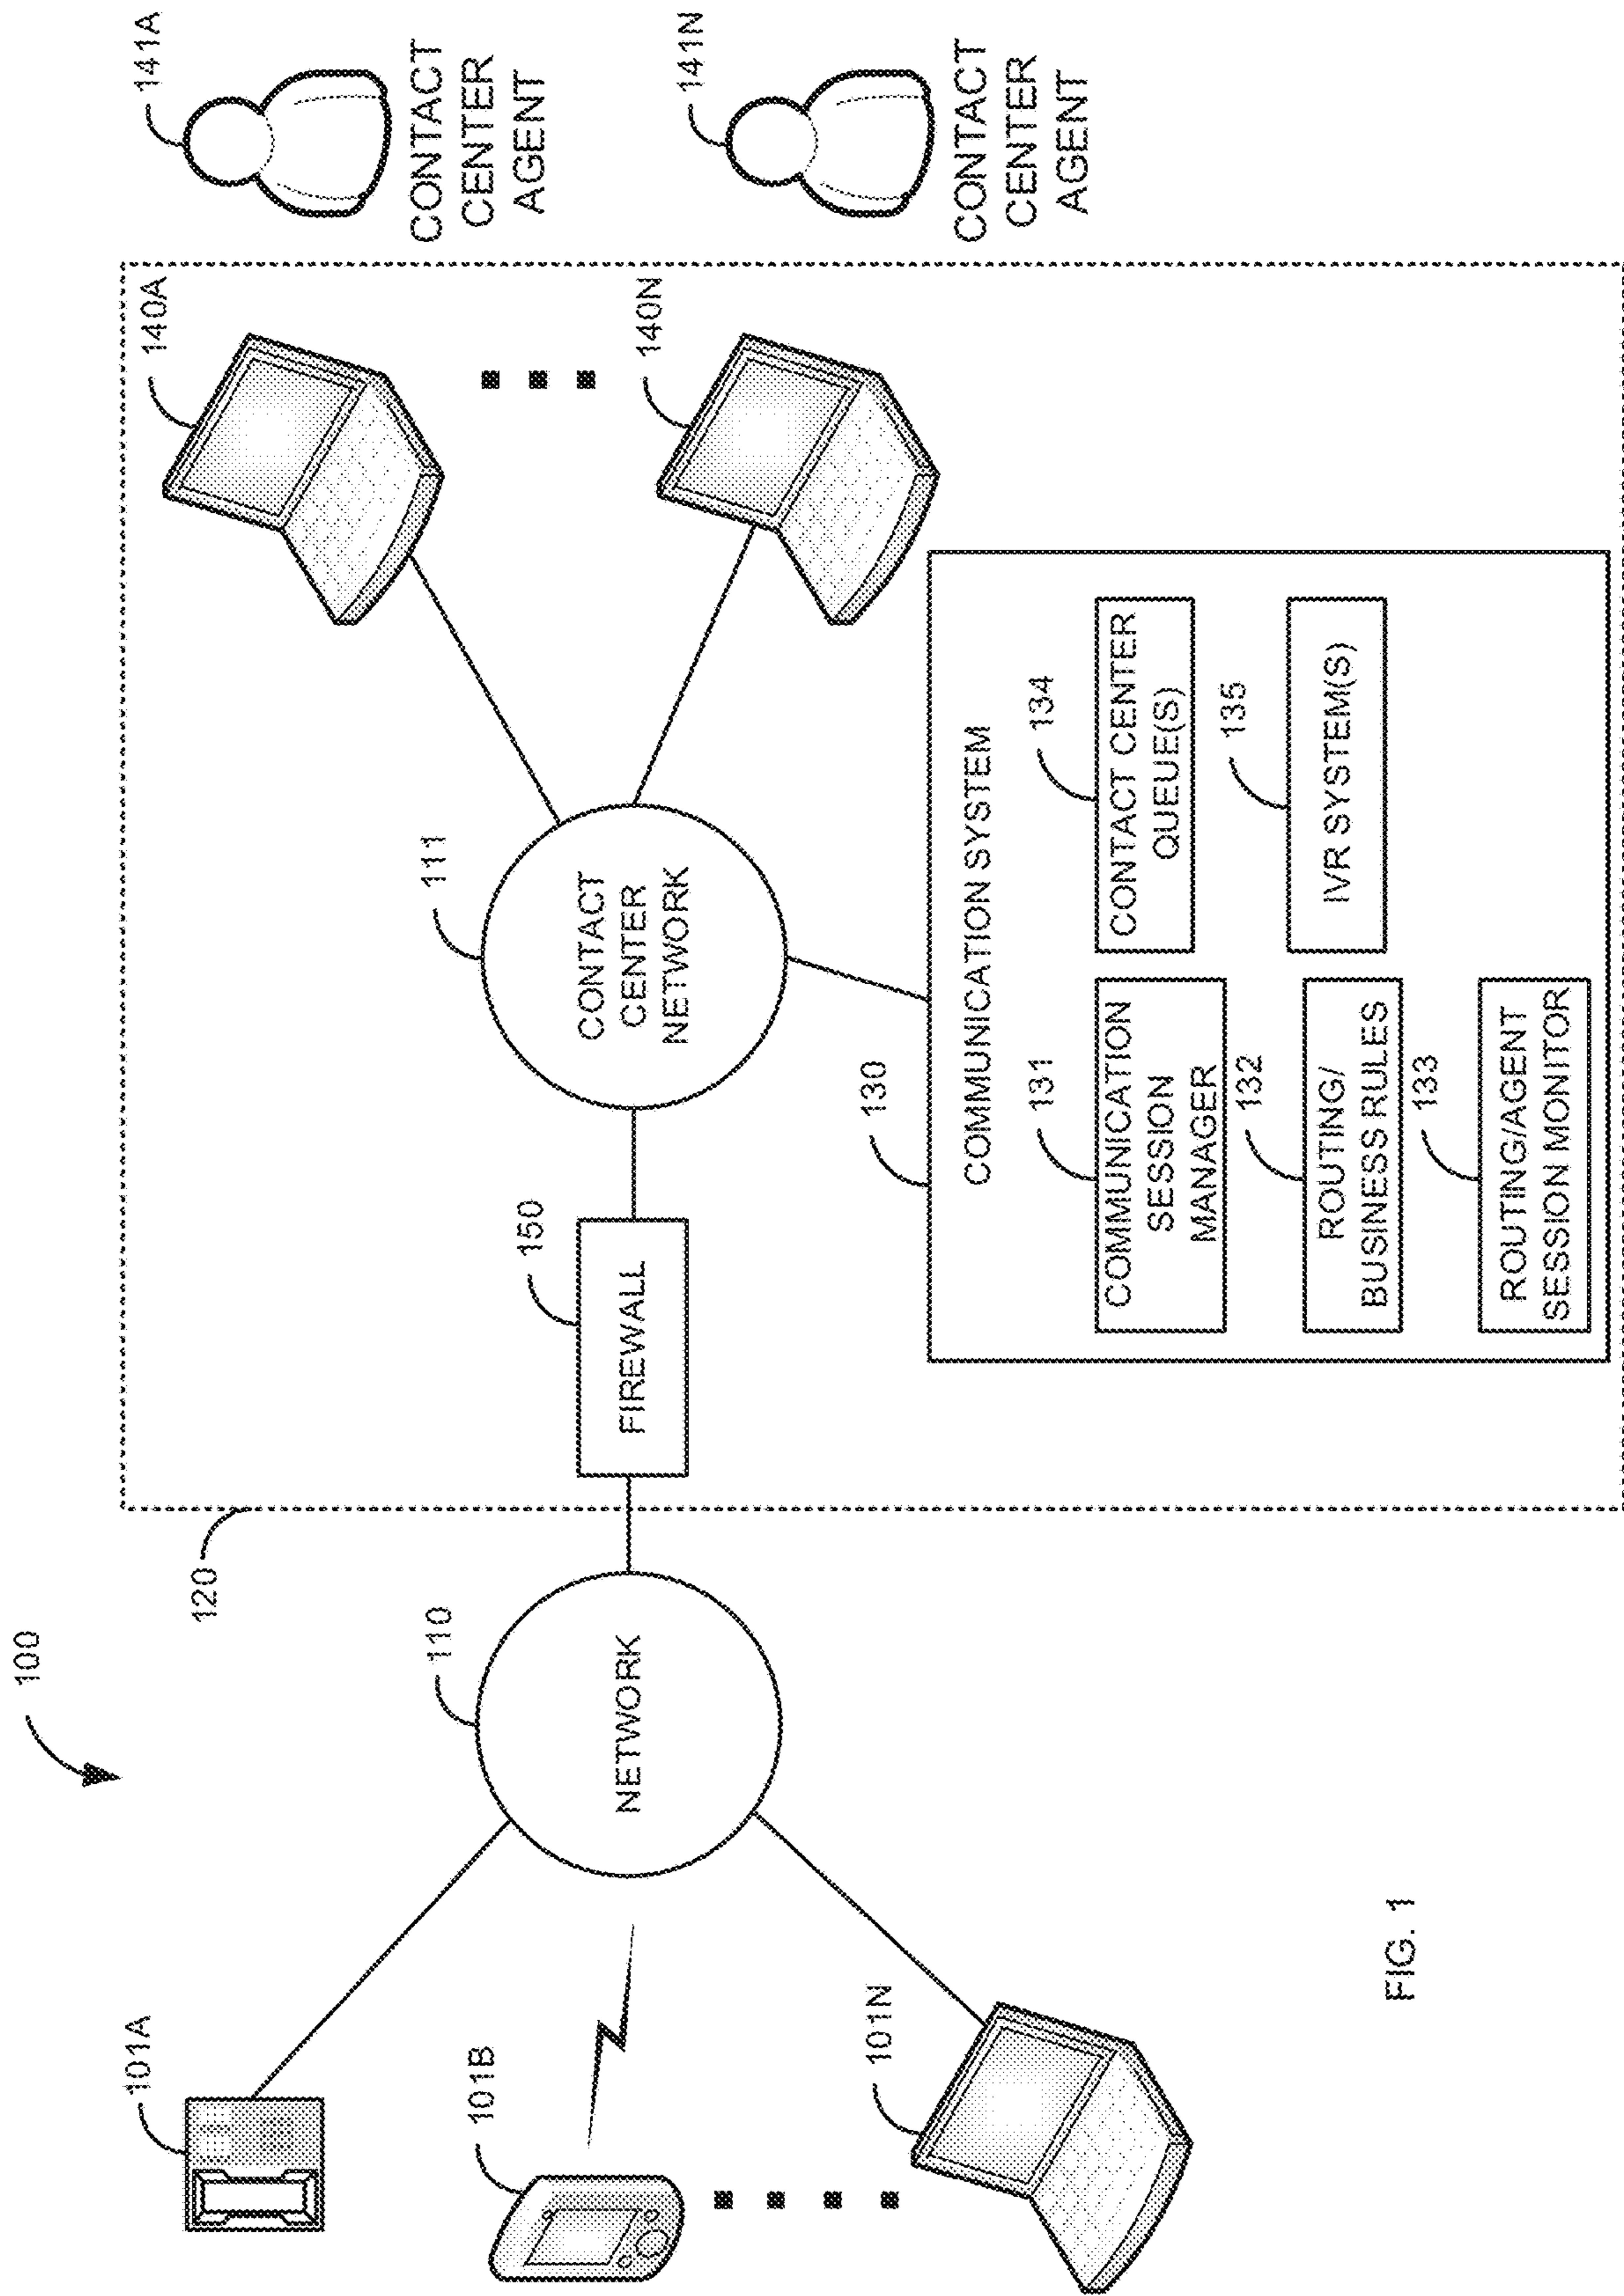 100
101A
101B
101N
110
NETWORK
120
150
FIREWALL
111
CONTACT
CENTER
NETWORK
140A
140N
141A
CONTACT
CENTER
AGENT
141N
CONTACT
CENTER
AGENT
130
COMMUNICATION SYSTEM
131
COMMUNICATION
SESSION
MANAGER
132
ROUTING/
BUSINESS RULES
133
ROUTING/AGENT
SESSION MONITOR
134
CONTACT CENTER
QUEUE(S)
135
IVR SYSTEM(S)
FIG. 1